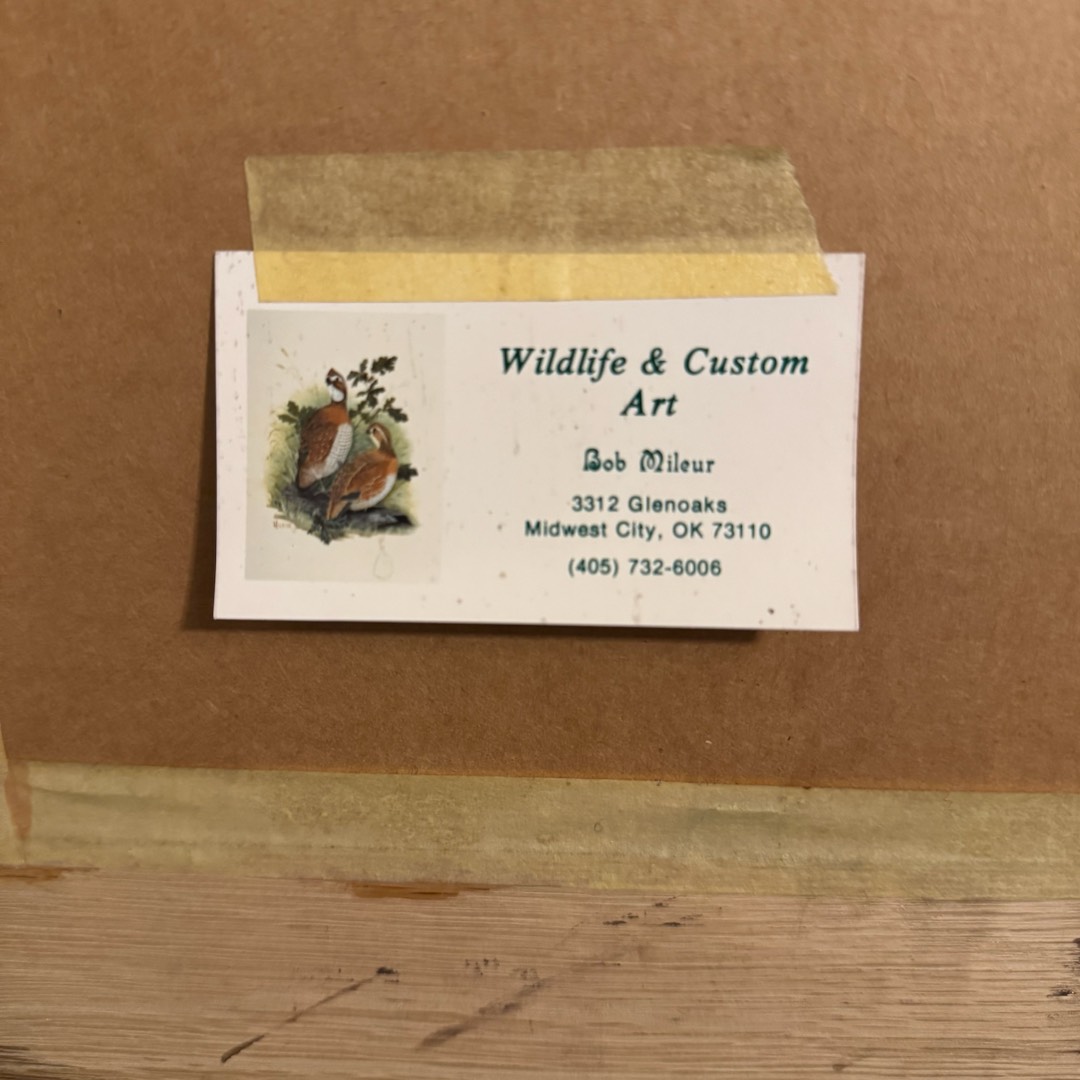 Wildlife & Custom
Art
Bob Mileur
3312 Glenoaks
Midwest City, OK 73110
(405) 732-6006